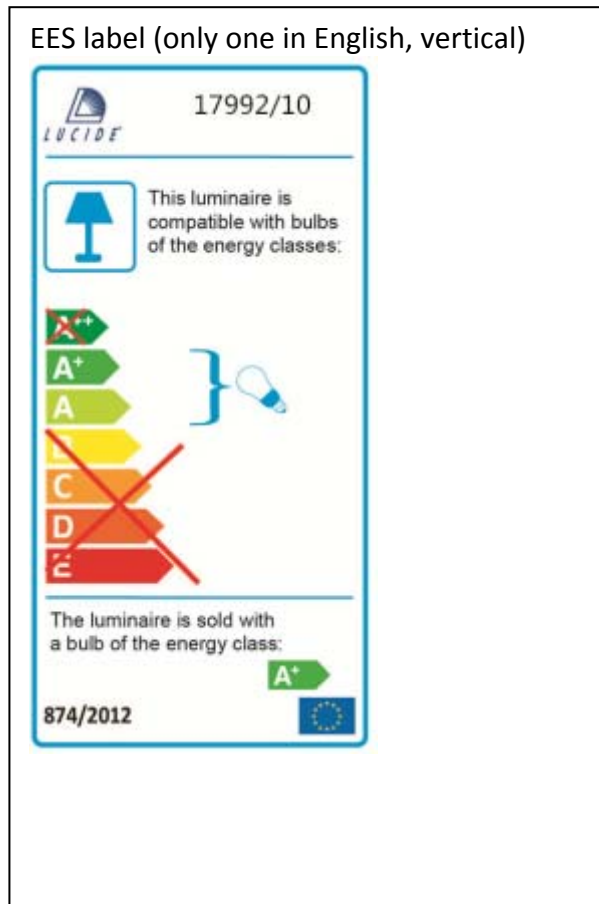 EES label (only one in English, vertical)
LUCIDE
17992/10
This luminaire is
compatible with bulbs
of the energy classes:
A++
A+
A
B
C
D
E
The luminaire is sold with
a bulb of the energy class:
A+
874/2012